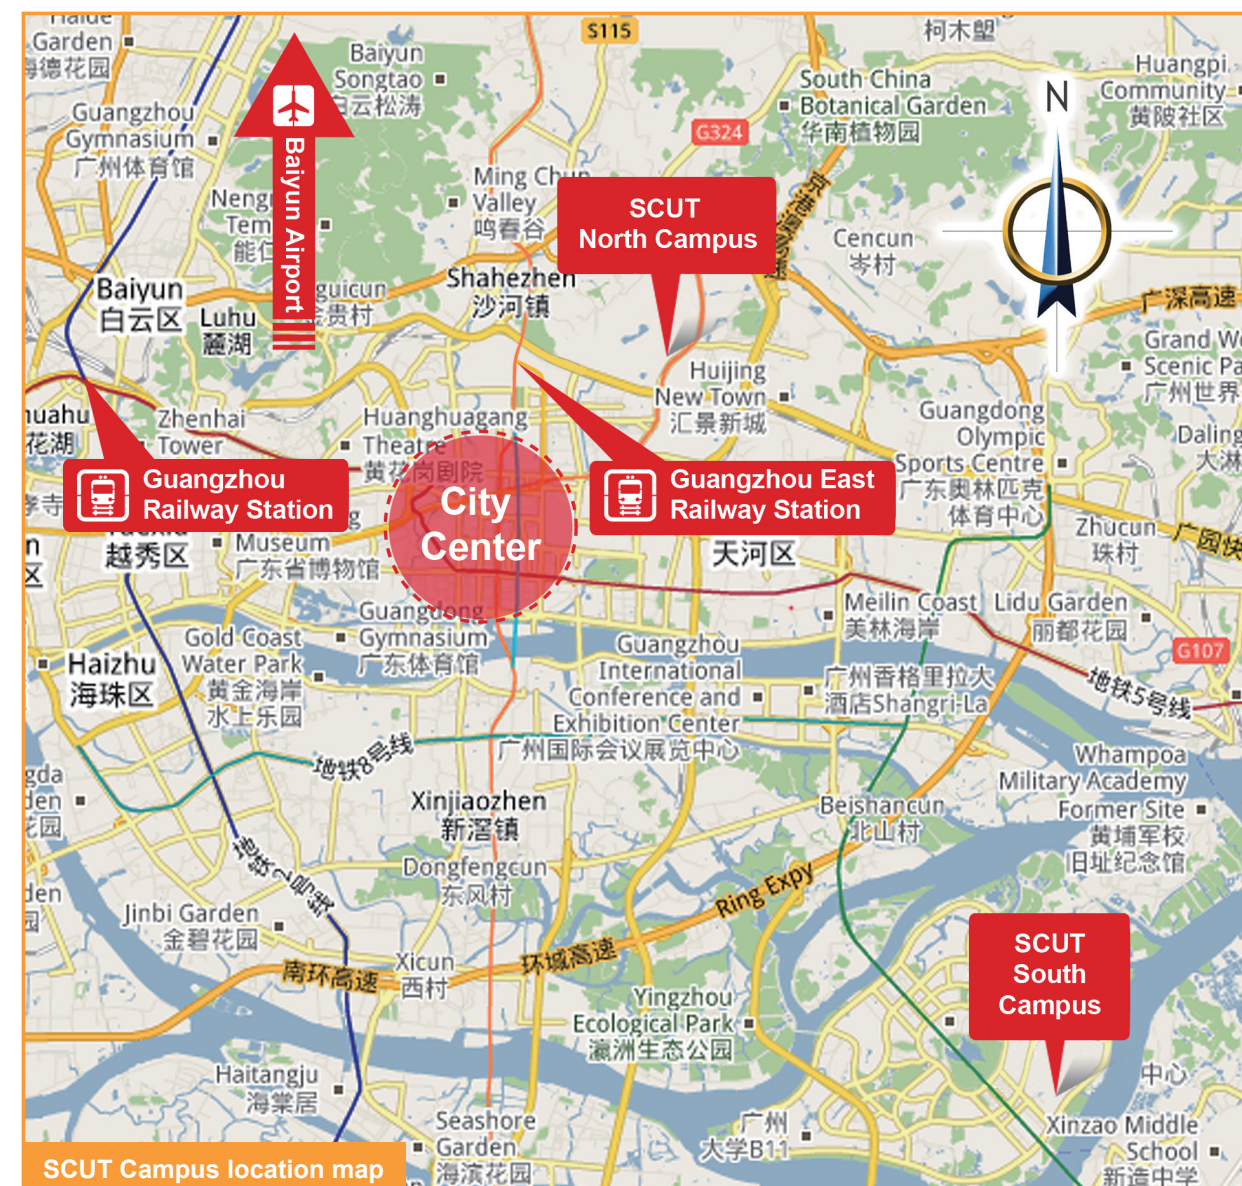 Haide
Garden
海德花园
S115
柯木塱
Baiyun
Songtao
白云松涛
South China
Botanical Garden
华南植物园
Huangpi
Community
黄陂社区
N
Guangzhou
Gymnasium
广州体育馆
G324
京港澳高速
Baiyun Airport
Ming Chun
Valley
鸣春谷
SCUT
North Campus
Cencun
岑村
Baiyun
白云区
Luhu
麓湖
Shahezhen
沙河镇
广深高速
Huijing
New Town
汇景新城
Zhenhai
Tower
Huanghuagang
Theatre
黄花岗剧院
Guangdong
Olympic
Sports Centre
广东奥林匹克
体育中心
Guangzhou
Railway Station
City
Center
Guangzhou East
Railway Station
Museum
广东省博物馆
越秀区
天河区
Zhucun
珠村
广园快
Guangdong
Gymnasium
广东体育馆
Meilin Coast
美林海岸
Lidu Garden
丽都花园
G107
Haizhu
海珠区
Gold Coast
Water Park
黄金海岸
水上乐园
Guangzhou
International
Conference and
Exhibition Center
广州国际会议展览中心
广州香格里拉大
酒店Shangri-La
地铁5号线
地铁8号线
Whampoa
Military Academy
Former Site
黄埔军校
旧址纪念馆
Xinjiaozhen
新滘镇
Beishancun
北山村
地铁2号线
Dongfengcun
东风村
Ring Expy
Jinbi Garden
金碧花园
Xicun
西村
南环高速
环城高速
SCUT
South
Campus
Yingzhou
Ecological Park
瀛洲生态公园
Haitangju
海棠居
中心
Seashore
Garden
海滨花园
广州
大学B11
Xinzao Middle
School
新造中学
SCUT Campus location map